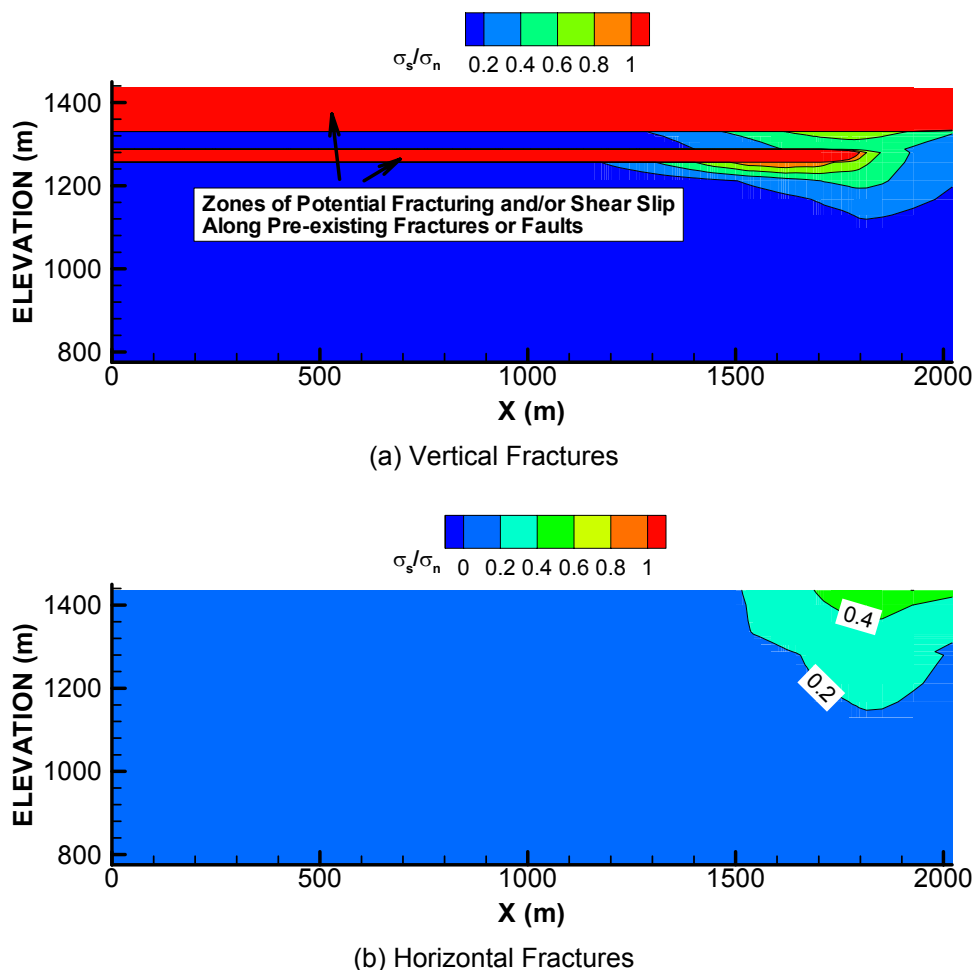 σs/σn 0.2 0.4 0.6 0.8 1
ELEVATION (m)
1400
1200
1000
800
Zones of Potential Fracturing and/or Shear Slip
Along Pre-existing Fractures or Faults
0 500 1000 1500 2000
X (m)
(a) Vertical Fractures
σs/σn 0 0.2 0.4 0.6 0.8 1
ELEVATION (m)
1400
1200
1000
800
0.4
0.2
0 500 1000 1500 2000
X (m)
(b) Horizontal Fractures